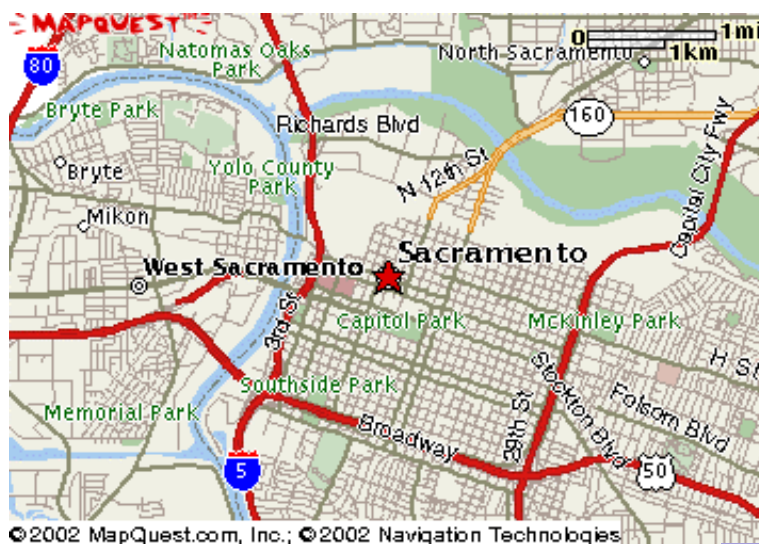 MAPQUEST
0 1mi
1km
80
Natomas Oaks
Park
North Sacramento
Bryte Park
160
Richards Blvd
Capital City Fwy
N 12th St
Bryte
Yolo County
Park
Mikon
Sacramento
West Sacramento
3rd St
Capitol Park
McKinley Park
H St
Southside Park
Stockton Blvd
Folsom Blvd
Memorial Park
Broadway
29th St
5
50
©2002 MapQuest.com, Inc.; ©2002 Navigation Technologies